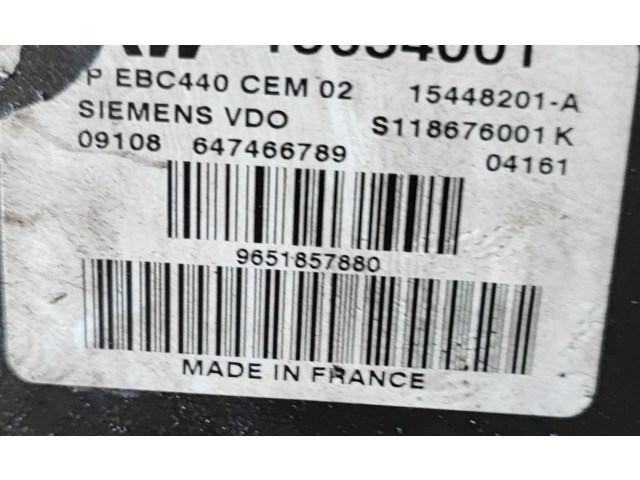 P EBC440 CEM 02 15448201-A
SIEMENS VDO S118676001 K
09108 647466789 04161
9651857880
MADE IN FRANCE